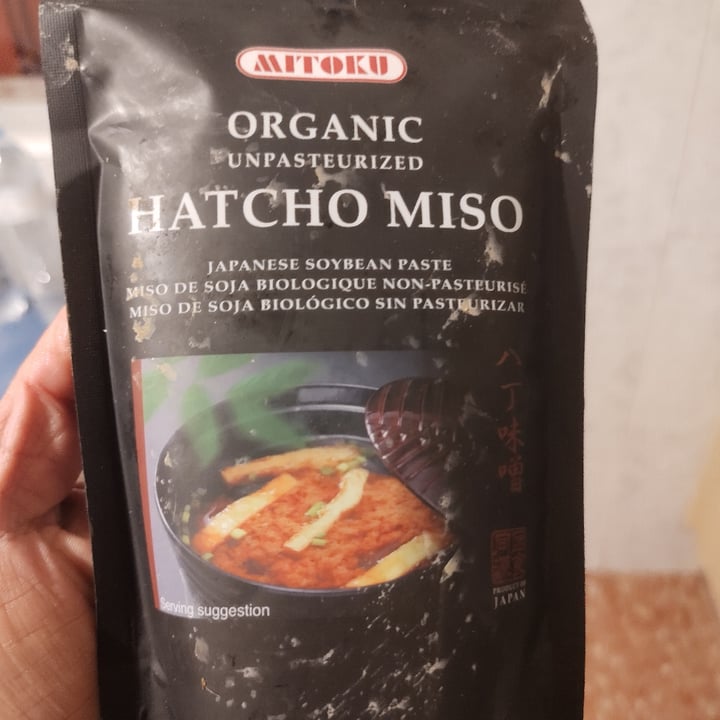 MITOKU
ORGANIC
UNPASTEURIZED
HATCHO MISO
JAPANESE SOYBEAN PASTE
MISO DE SOJA BIOLOGIQUE NON-PASTEURISÉ
MISO DE SOJA BIOLÓGICO SIN PASTEURIZAR
八丁味噌
PRODUCT OF
JAPAN
Serving suggestion